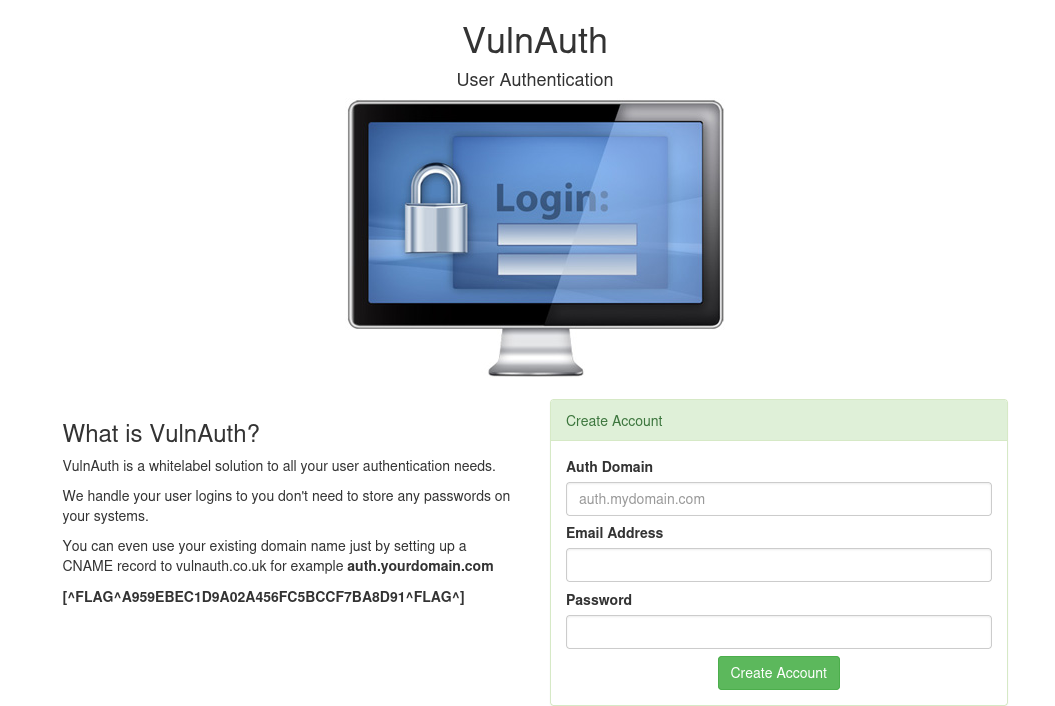 VulnAuth
User Authentication
Login:
What is VulnAuth?
VulnAuth is a whitelabel solution to all your user authentication needs.
We handle your user logins to you don't need to store any passwords on
your systems.
You can even use your existing domain name just by setting up a
CNAME record to vulnauth.co.uk for example auth.yourdomain.com
[^FLAG^A959EBEC1D9A02A456FC5BCCF7BA8D91^FLAG^]
Create Account
Auth Domain
auth.mydomain.com
Email Address
Password
Create Account